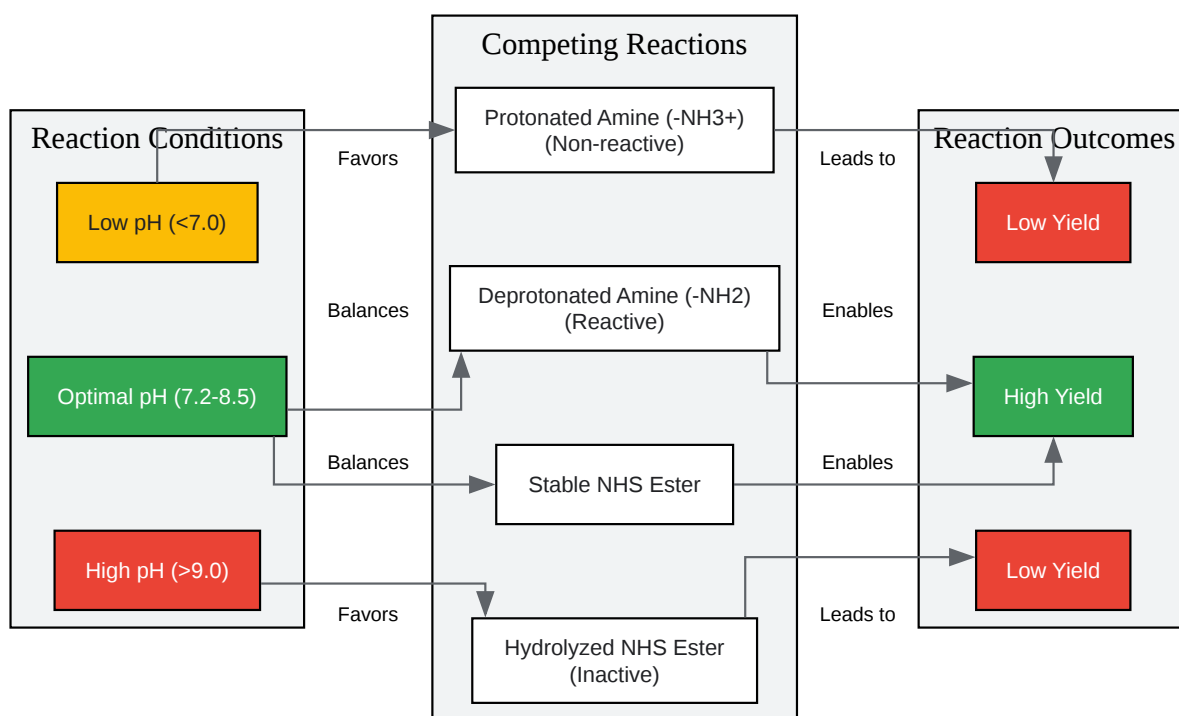 Competing Reactions
Reaction Conditions
Reaction Outcomes
Protonated Amine (-NH3+)
(Non-reactive)
Favors
Leads to
Low pH (<7.0)
Low Yield
Deprotonated Amine (-NH2)
(Reactive)
Balances
Enables
Optimal pH (7.2-8.5)
High Yield
Balances
Enables
Stable NHS Ester
High pH (>9.0)
Low Yield
Favors
Leads to
Hydrolyzed NHS Ester
(Inactive)